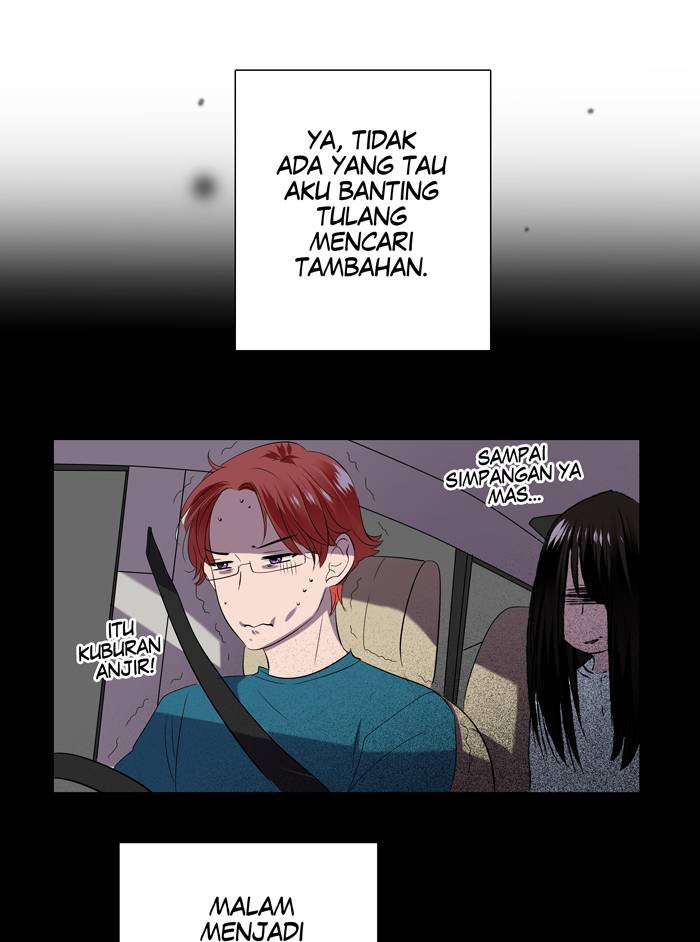 YA, TIDAK
ADA YANG TAU
AKU BANTING
TULANG
MENCARI
TAMBAHAN.
SAMPAI
SIMPANGAN YA
MAS...
ITU
KUBURAN
ANJIR!
MALAM
MENJADI